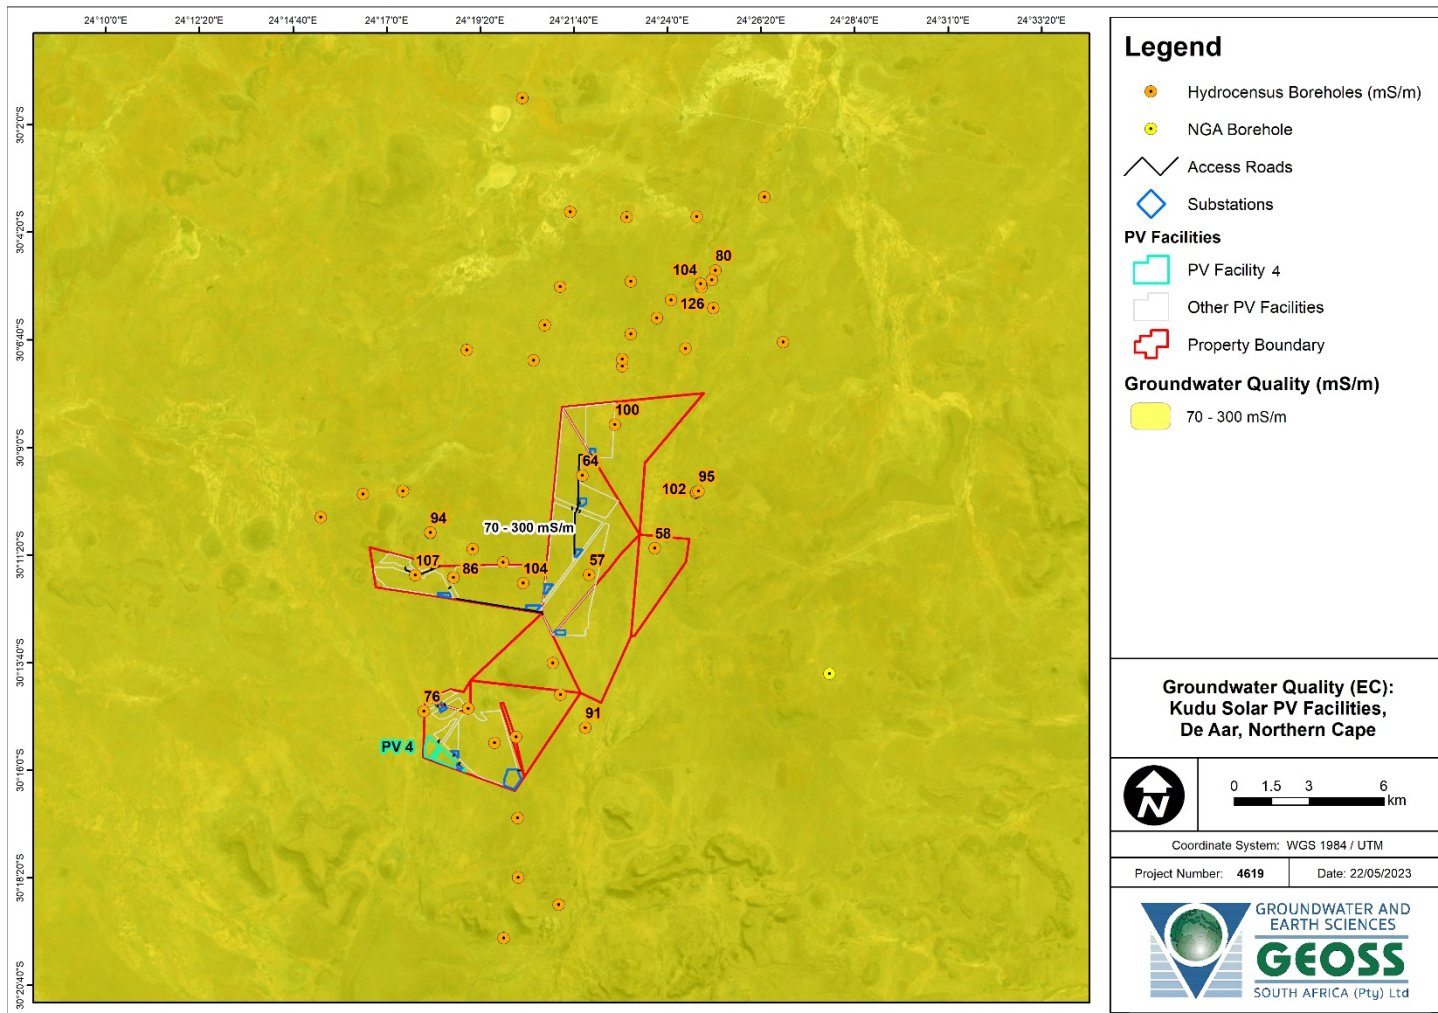 24°10'0"E 24°12'20"E 24°14'40"E 24°17'0"E 24°19'20"E 24°21'40"E 24°24'0"E 24°26'20"E 24°28'40"E 24°31'0"E 24°33'20"E
30°2'0"S
30°4'20"S
30°6'40"S
30°9'0"S
30°11'20"S
30°13'40"S
30°16'0"S
30°18'20"S
30°20'40"S
80
104
126
100
64
95
102
94
70 - 300 mS/m
58
107
86
104
57
76
91
PV 4
Legend
Hydrocensus Boreholes (mS/m)
NGA Borehole
Access Roads
Substations
PV Facilities
PV Facility 4
Other PV Facilities
Property Boundary
Groundwater Quality (mS/m)
70 - 300 mS/m
Groundwater Quality (EC):
Kudu Solar PV Facilities,
De Aar, Northern Cape
N
0 1.5 3 6
km
Coordinate System: WGS 1984 / UTM
Project Number: 4619 Date: 22/05/2023
GROUNDWATER AND
EARTH SCIENCES
GEOSS
SOUTH AFRICA (Pty) Ltd